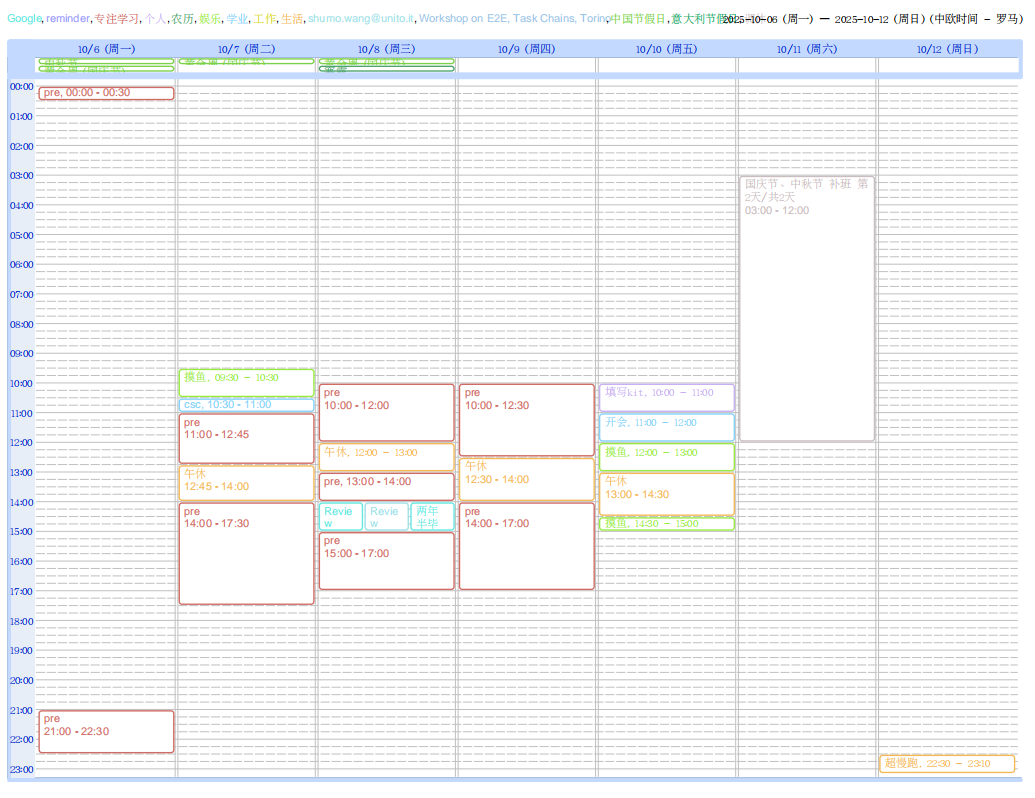 Google, reminder, 专注学习, 个人, 农历, 娱乐, 学业, 工作, 生活, shumo.wang@unito.it, Workshop on E2E, Task Chains, Torino, 中国节假日, 意大利节假
2025-10-06 (周一) — 2025-10-12 (周日) (中欧时间 - 罗马)
10/6 (周一) 10/7 (周二) 10/8 (周三) 10/9 (周四) 10/10 (周五) 10/11 (周六) 10/12 (周日)
00:00
01:00
02:00
03:00
04:00
05:00
06:00
07:00
08:00
09:00
10:00
11:00
12:00
13:00
14:00
15:00
16:00
17:00
18:00
19:00
20:00
21:00
22:00
23:00
pre, 00:00 - 00:30
pre
21:00 - 22:30
摸鱼, 09:30 - 10:30
csc, 10:30 - 11:00
pre
11:00 - 12:45
午休
12:45 - 14:00
pre
14:00 - 17:30
pre
10:00 - 12:00
午休, 12:00 - 13:00
pre, 13:00 - 14:00
Revie
w
Revie
w
两年
半毕
pre
15:00 - 17:00
pre
10:00 - 12:30
午休
12:30 - 14:00
pre
14:00 - 17:00
填写kit, 10:00 - 11:00
开会, 11:00 - 12:00
摸鱼, 12:00 - 13:00
午休
13:00 - 14:30
摸鱼, 14:30 - 15:00
国庆节、中秋节 补班 第
2天/共2天
03:00 - 12:00
超慢跑, 22:30 - 23:10